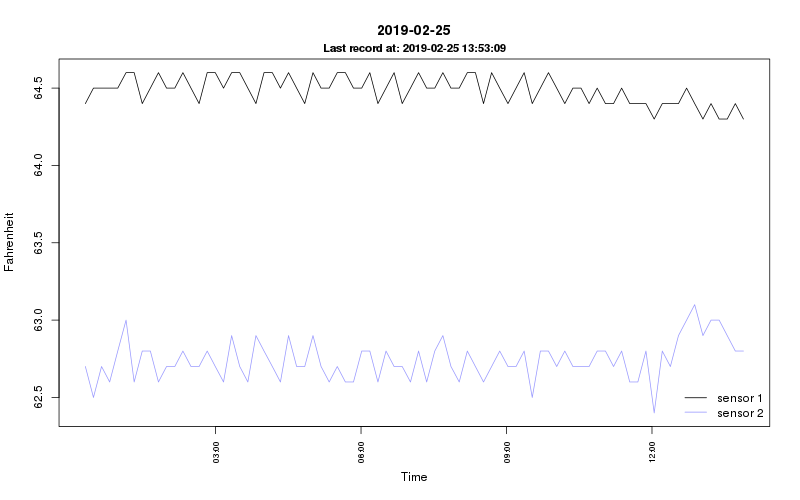 2019-02-25
Last record at: 2019-02-25 13:53:09
Fahrenheit
64.5
64.0
63.5
63.0
62.5
sensor 1
sensor 2
03:00
06:00
09:00
12:00
Time